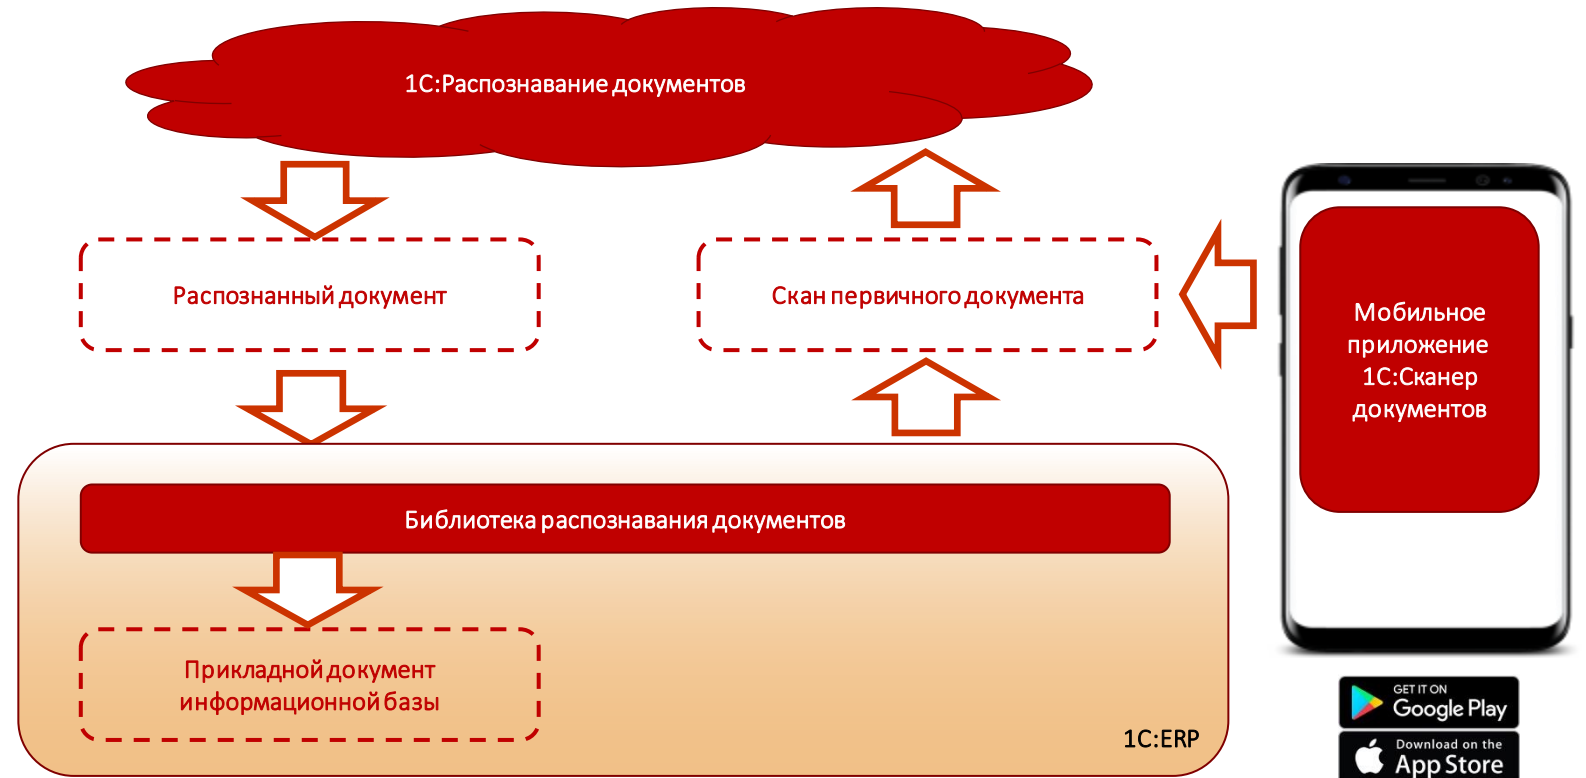 1С:Распознавание документов
Распознанный документ
Скан первичного документа
Мобильное
приложение
1С:Сканер
документов
Библиотека распознавания документов
Прикладной документ
информационной базы
1С:ERP
GET IT ON
Google Play
Download on the
App Store